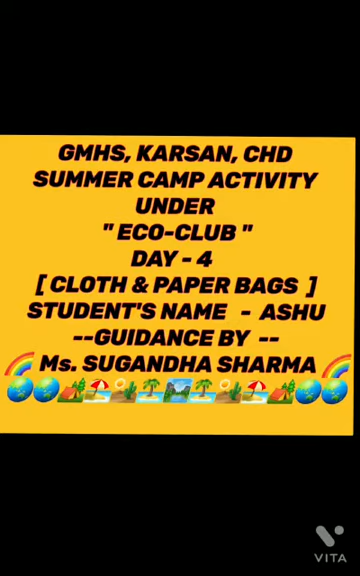 GMHS, KARSAN, CHD
SUMMER CAMP ACTIVITY
UNDER
" ECO-CLUB "
DAY - 4
[ CLOTH & PAPER BAGS ]
STUDENT'S NAME - ASHU
--GUIDANCE BY --
Ms. SUGANDHA SHARMA
VITA